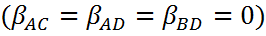 (β_AC = β_AD = β_BD = 0)